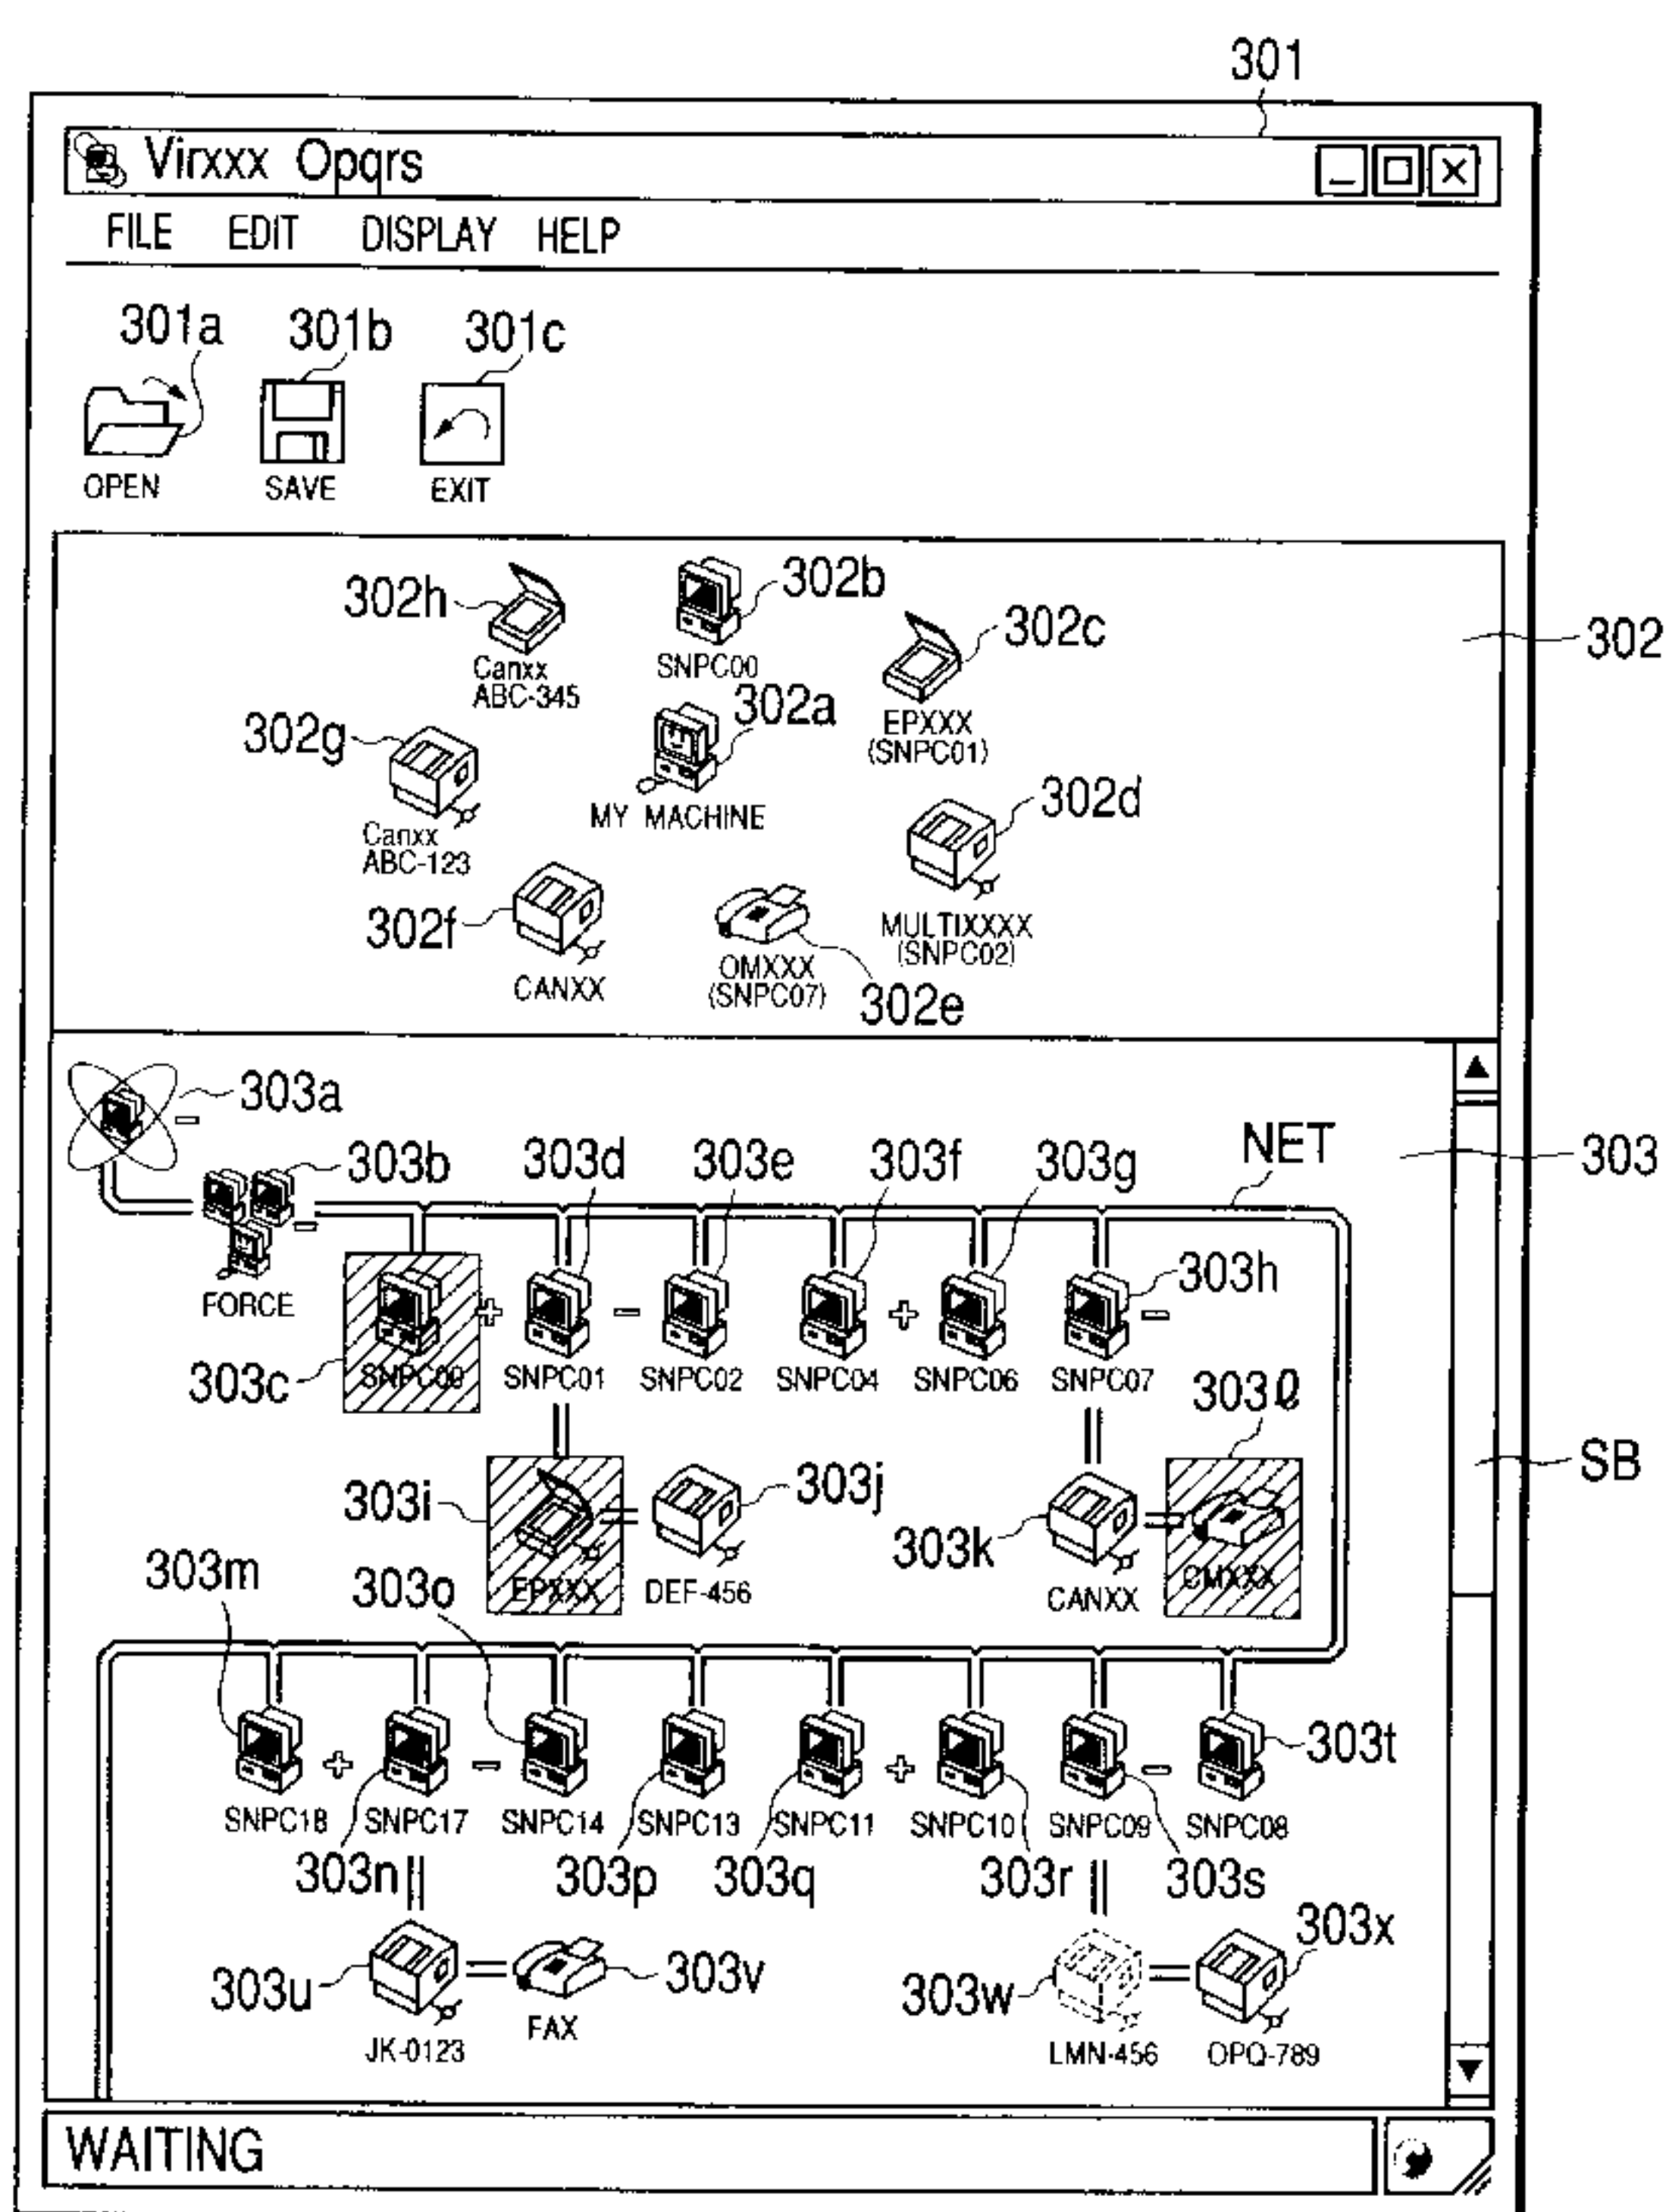 301
Virxxx Opqrs
FILE EDIT DISPLAY HELP
301a 301b 301c
OPEN SAVE EXIT
302h 302b 302c
302
Canxx
ABC-345
SNPC00
302g 302a
EPXXX
(SNPC01)
302d
MY MACHINE
Canxx
ABC-123
302f
MULTIXXXX
(SNPC02)
CANXX
OMXXX
(SNPC07)
302e
303a
303b 303d 303e 303f 303g NET
303
303h
FORCE
303c SNPC00 SNPC01 SNPC02 SNPC04 SNPC06 SNPC07 303ℓ
SB
303i 303j 303k
303m 303o EPXXX DEF-456 CANXX OMXXX
303t
SNPC18 SNPC17 SNPC14 SNPC13 SNPC11 SNPC10 SNPC09 SNPC08
303n 303p 303q 303r 303s
303x
303u 303v 303w
JK-0123 FAX LMN-456 OPQ-789
WAITING